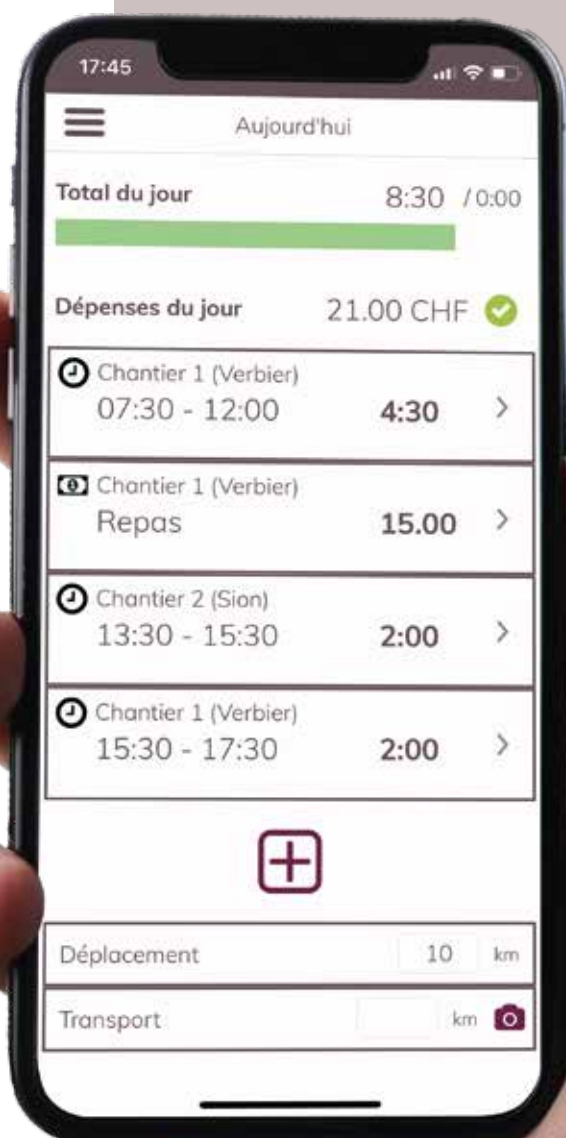 17:45
Aujourd'hui
Total du jour 8:30 / 0:00
Dépenses du jour 21.00 CHF
Chantier 1 (Verbier)
07:30 - 12:00 4:30 >
Chantier 1 (Verbier)
Repas 15.00 >
Chantier 2 (Sion)
13:30 - 15:30 2:00 >
Chantier 1 (Verbier)
15:30 - 17:30 2:00 >
Déplacement 10 km
Transport km